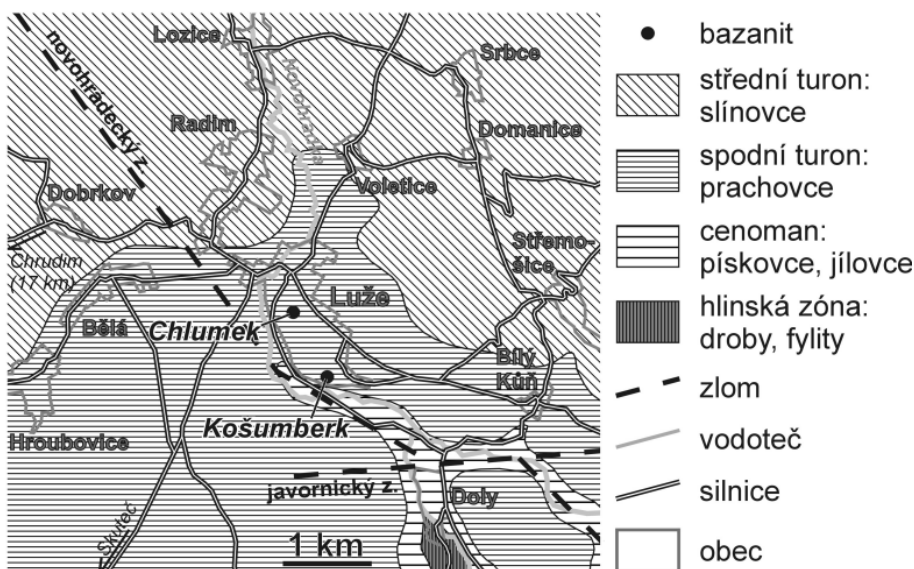 Lozice
Srbce
novohrádecký z.
Novohradka
Radim
Domanice
Dobrkov
Voletice
Chrudim
(17 km)
Střemo-
šice
Luže
Bělá
Chlumek
Bílý
Kůň
Košumberk
Hroubovice
javornický z.
Doly
Skuteč
1 km
bazanit
střední turon:
slínovce
spodní turon:
prachovce
cenoman:
pískovce, jílovce
hlinská zóna:
droby, fylity
zlom
vodoteč
silnice
obec